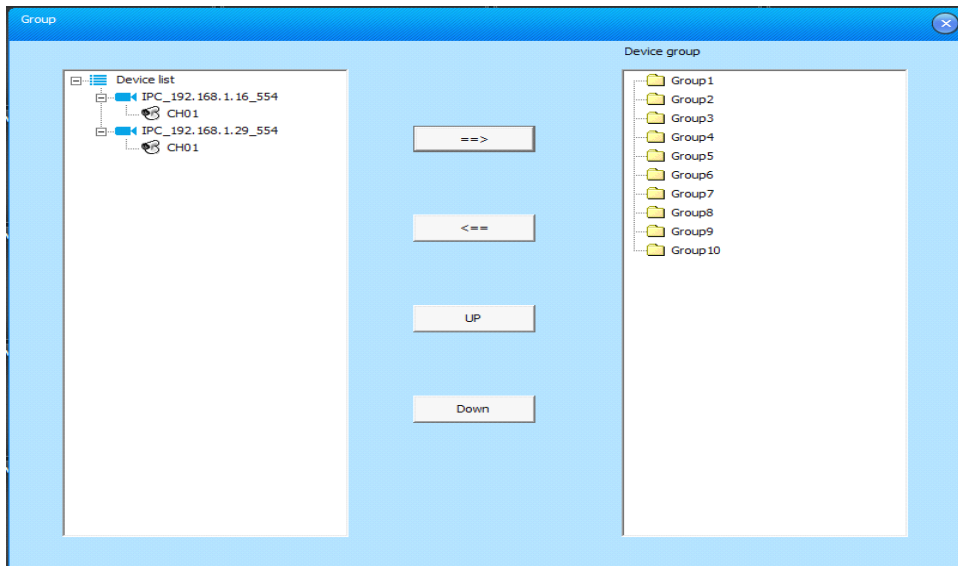 Group
Device group
Device list
IPC_192.168.1.16_554
CH01
IPC_192.168.1.29_554
CH01
==>
<==
UP
Down
Group1
Group2
Group3
Group4
Group5
Group6
Group7
Group8
Group9
Group10